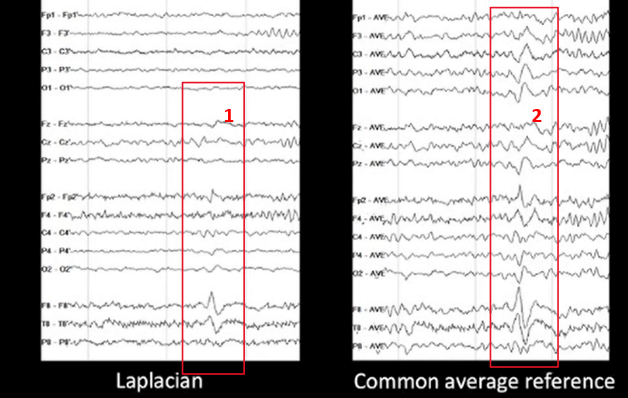 Fp1 - Fp1'
F3 - F3'
C3 - C3'
P3 - P3'
O1 - O1'
1
Fz - Fz'
Cz - Cz'
Pz - Pz'
Fp2 - Fp2'
F4 - F4'
C4 - C4'
P4 - P4'
O2 - O2'
F8 - F8'
T8 - T8'
P8 - P8'
Laplacian
Fp1 - AVE
F3 - AVE
C3 - AVE
P3 - AVE
O1 - AVE
2
Fz - AVE
Cz - AVE
Pz - AVE
Fp2 - AVE
F4 - AVE
C4 - AVE
P4 - AVE
O2 - AVE
F8 - AVE
T8 - AVE
P8 - AVE
Common average reference